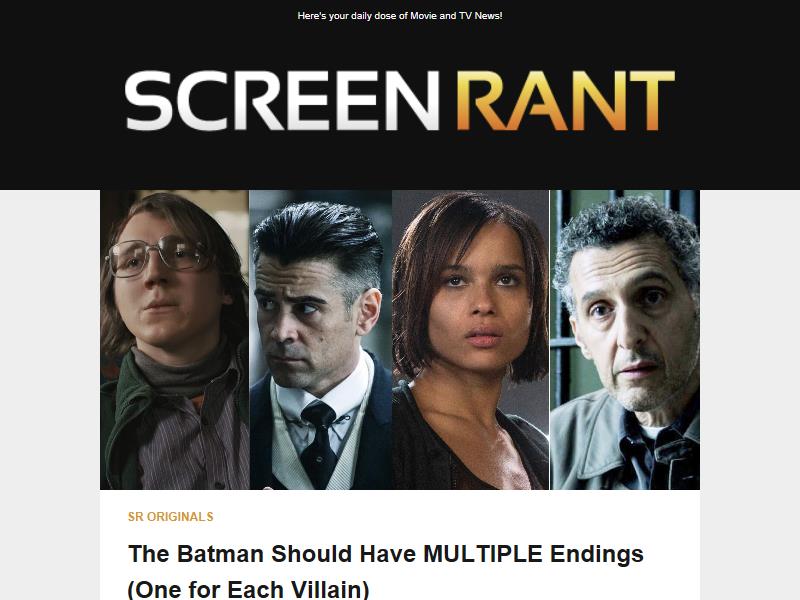 Here's your daily dose of Movie and TV News!
SCREEN RANT
SR ORIGINALS
The Batman Should Have MULTIPLE Endings
(One for Each Villain)